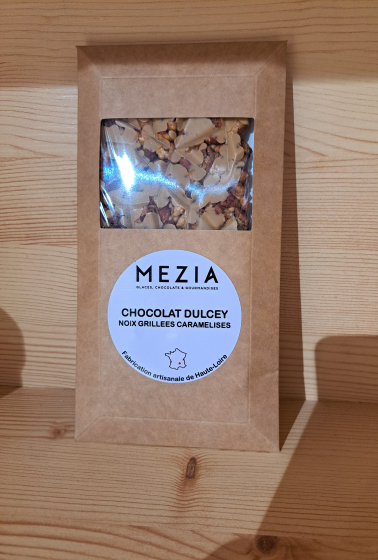 MEZIA
GLACES, CHOCOLATS & GOURMANDISES
CHOCOLAT DULCEY
NOIX GRILLEES CARAMELISES
Fabrication artisanale de Haute-Loire